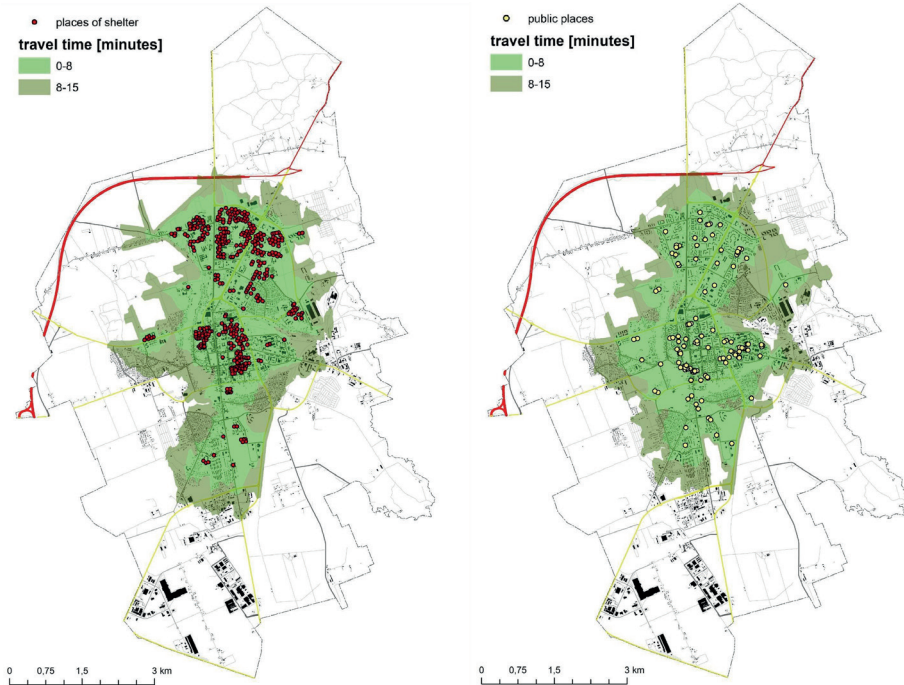 places of shelter
travel time [minutes]
0-8
8-15
0 0,75 1,5 3 km
public places
travel time [minutes]
0-8
8-15
0 0,75 1,5 3 km